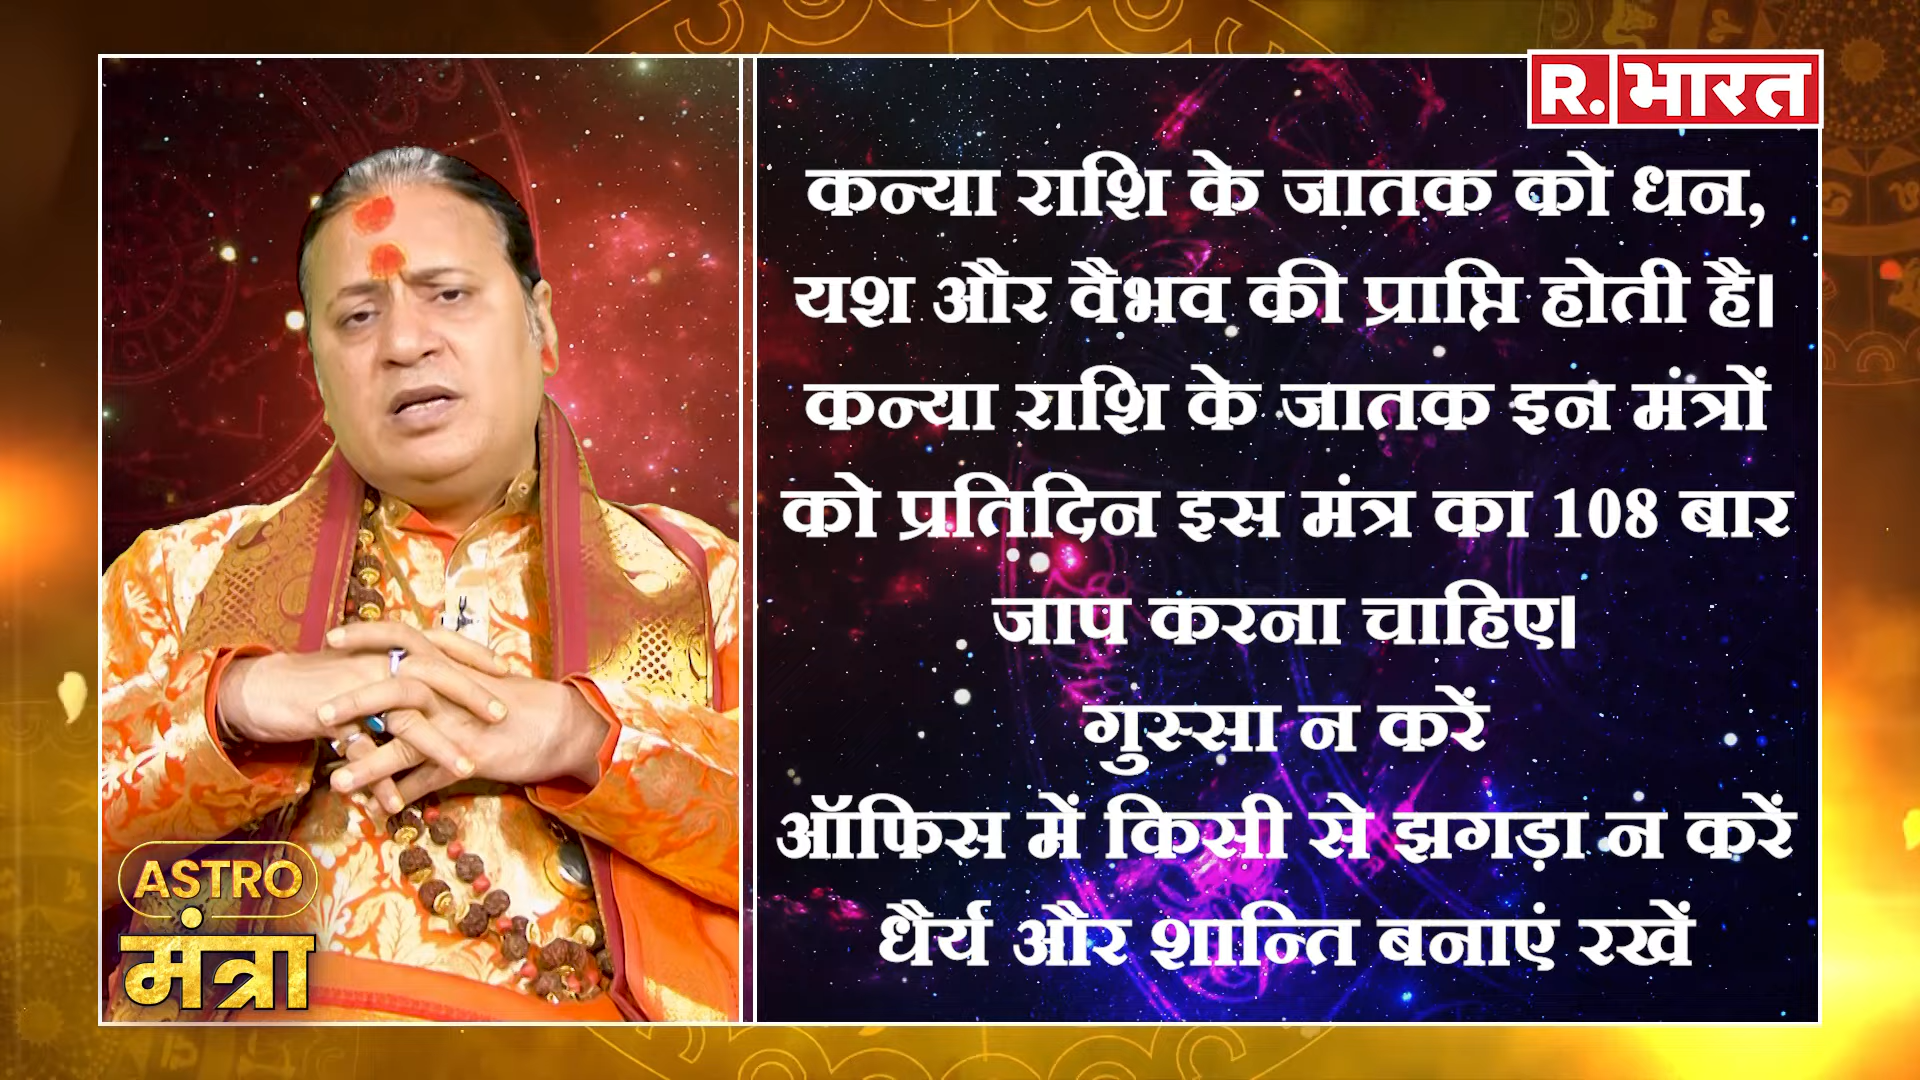 R. भारत
कन्या राशि के जातक को धन,
यश और वैभव की प्राप्ति होती है।
कन्या राशि के जातक इन मंत्रों
को प्रतिदिन इस मंत्र का 108 बार
जाप करना चाहिए।
गुस्सा न करें
ऑफिस में किसी से झगड़ा न करें
धैर्य और शान्ति बनाएं रखें
ASTRO
मंत्रा